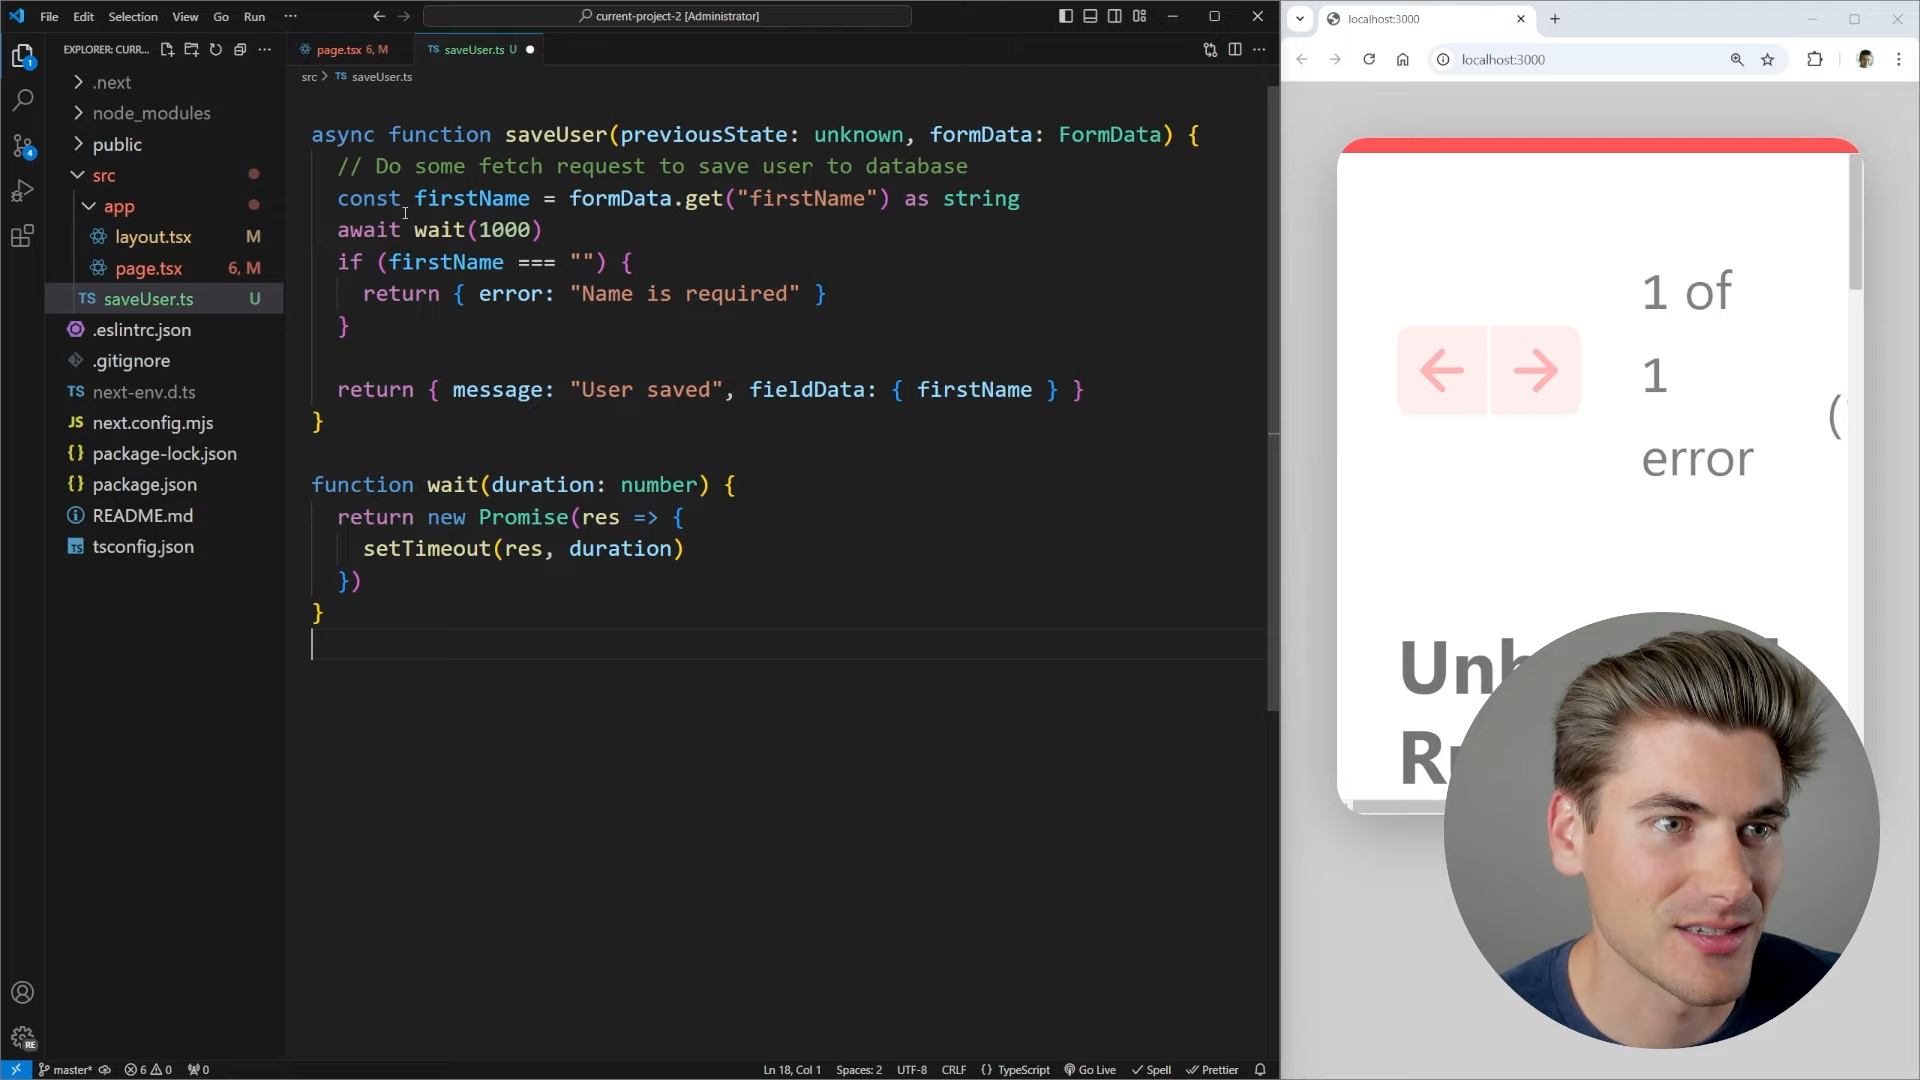 File Edit Selection View Go Run ···
current-project-2 [Administrator]
EXPLORER: CURR...
.next
node_modules
public
src
app
layout.tsx M
page.tsx 6, M
TS saveUser.ts U
.eslintrc.json
.gitignore
TS next-env.d.ts
JS next.config.mjs
{} package-lock.json
{} package.json
README.md
TS tsconfig.json
1
4
RE
page.tsx 6, M
TS saveUser.ts U
src > TS saveUser.ts
async function saveUser(previousState: unknown, formData: FormData) {
// Do some fetch request to save user to database
const firstName = formData.get("firstName") as string
await wait(1000)
if (firstName === "") {
return { error: "Name is required" }
}
return { message: "User saved", fieldData: { firstName } }
}
function wait(duration: number) {
return new Promise(res => {
setTimeout(res, duration)
})
}
master* 6 0 0
Ln 18, Col 1 Spaces: 2 UTF-8 CRLF {} TypeScript Go Live Spell Prettier
localhost:3000
localhost:3000
1 of
1
error
(